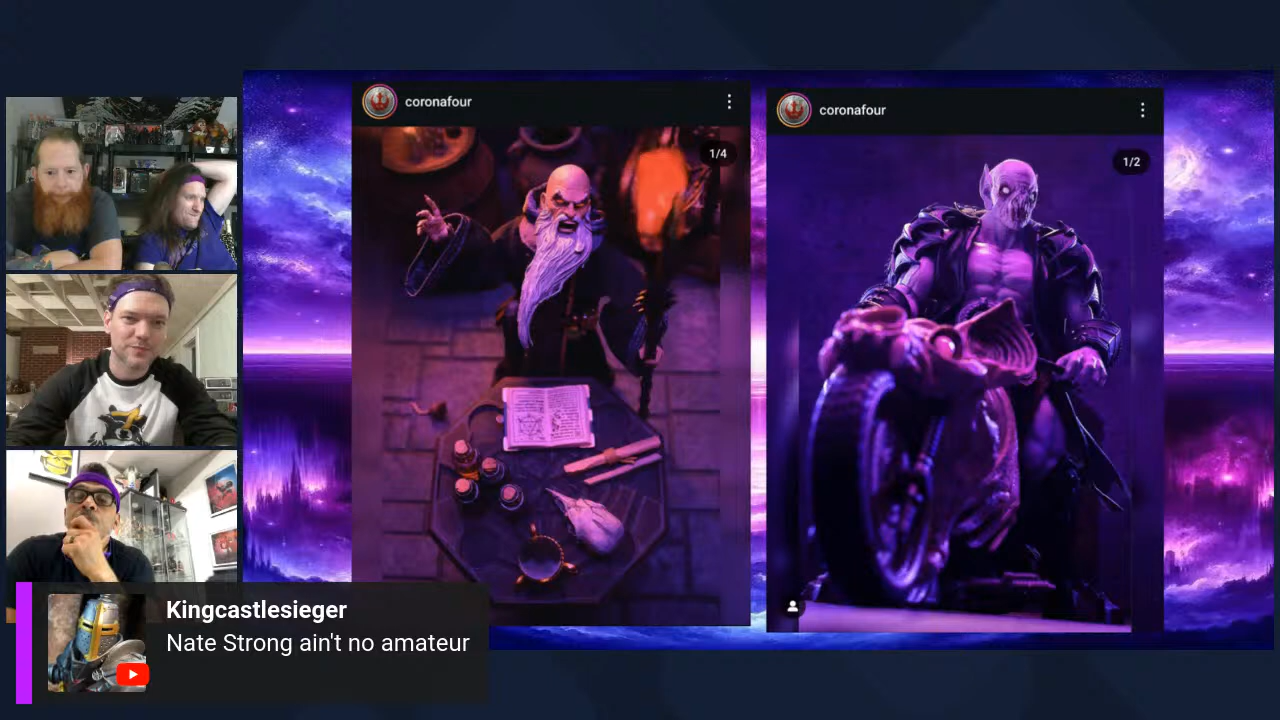 coronafour
1/4
coronafour
1/2
Kingcastlesieger
Nate Strong ain't no amateur